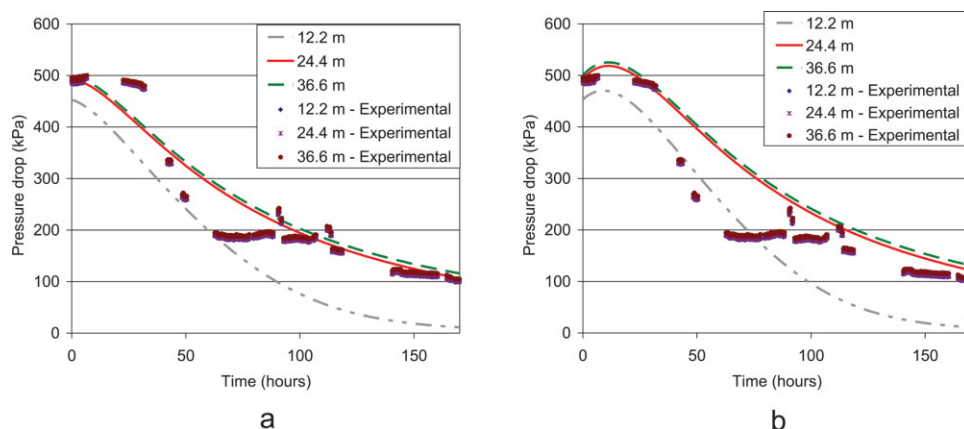 600
500
400
300
200
100
0
Pressure drop (kPa)
0 50 100 150
Time (hours)
12.2 m
24.4 m
36.6 m
12.2 m - Experimental
24.4 m - Experimental
36.6 m - Experimental
a
600
500
400
300
200
100
0
Pressure drop (kPa)
0 50 100 150
Time (hours)
12.2 m
24.4 m
36.6 m
12.2 m - Experimental
24.4 m - Experimental
36.6 m - Experimental
b